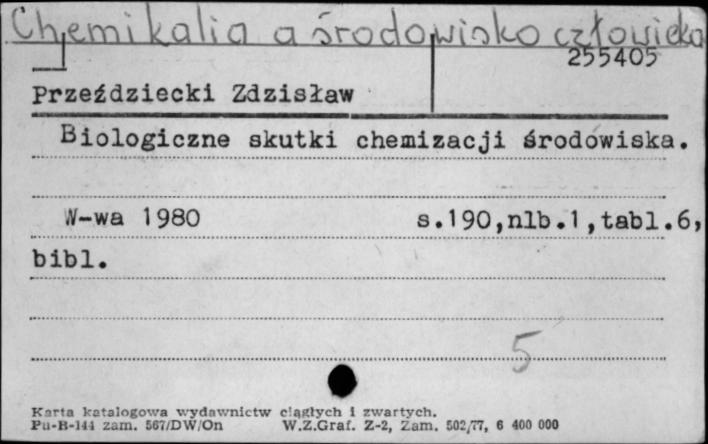 Chemikalia a środowisko człowieka
255405
Przeździecki Zdzisław
Biologiczne skutki chemizacji środowiska.
W-wa 1980 s.190,nlb.1,tabl.6,
bibl.
5
Karta katalogowa wydawnictw ciągłych i zwartych.
Pu-B-144 zam. 567/DW/On W.Z.Graf. Z-2, Zam. 502/77, 6 400 000